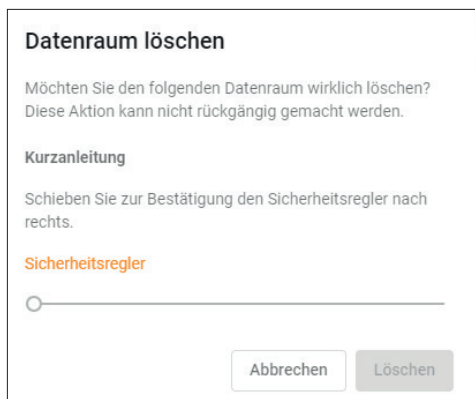 Datenraum löschen
Möchten Sie den folgenden Datenraum wirklich löschen?
Diese Aktion kann nicht rückgängig gemacht werden.
Kurzanleitung
Schieben Sie zur Bestätigung den Sicherheitsregler nach
rechts.
Sicherheitsregler
Abbrechen Löschen